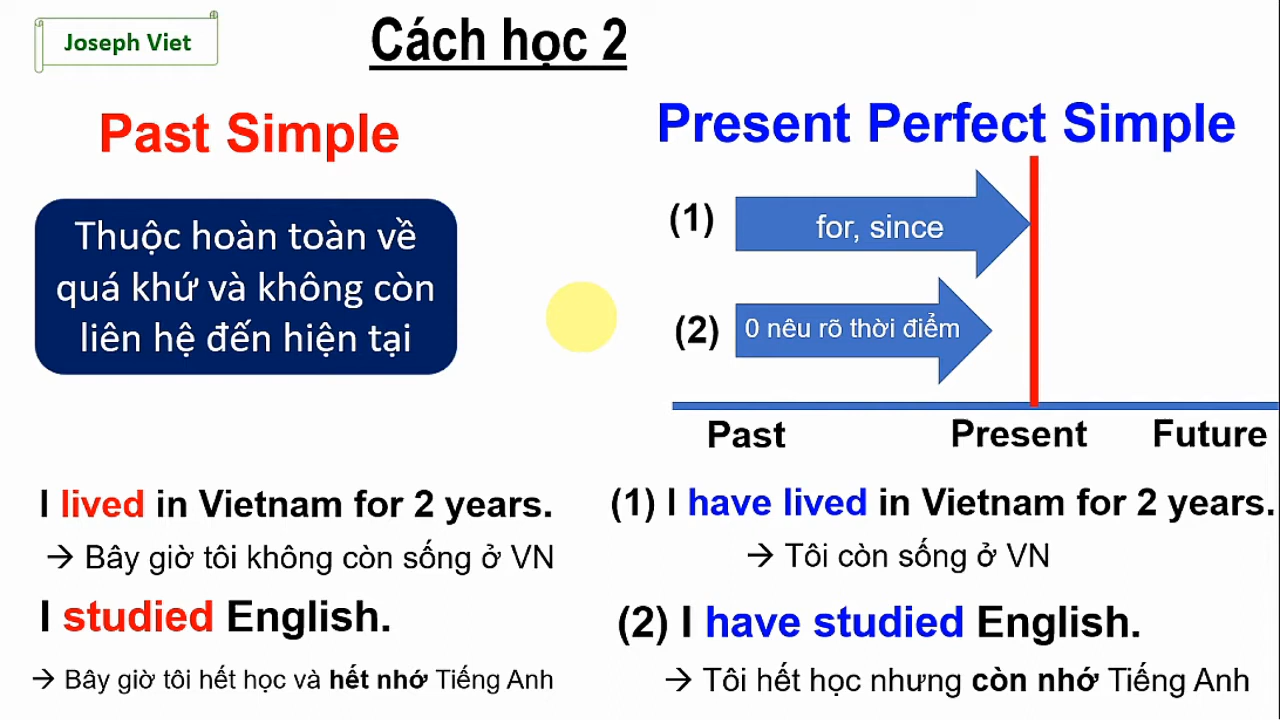 Joseph Viet
Cách học 2
Past Simple
Thuộc hoàn toàn về
quá khứ và không còn
liên hệ đến hiện tại
I lived in Vietnam for 2 years.
→ Bây giờ tôi không còn sống ở VN
I studied English.
→ Bây giờ tôi hết học và hết nhớ Tiếng Anh
Present Perfect Simple
(1) for, since
(2) 0 nêu rõ thời điểm
Past Present Future
(1) I have lived in Vietnam for 2 years.
→ Tôi còn sống ở VN
(2) I have studied English.
→ Tôi hết học nhưng còn nhớ Tiếng Anh